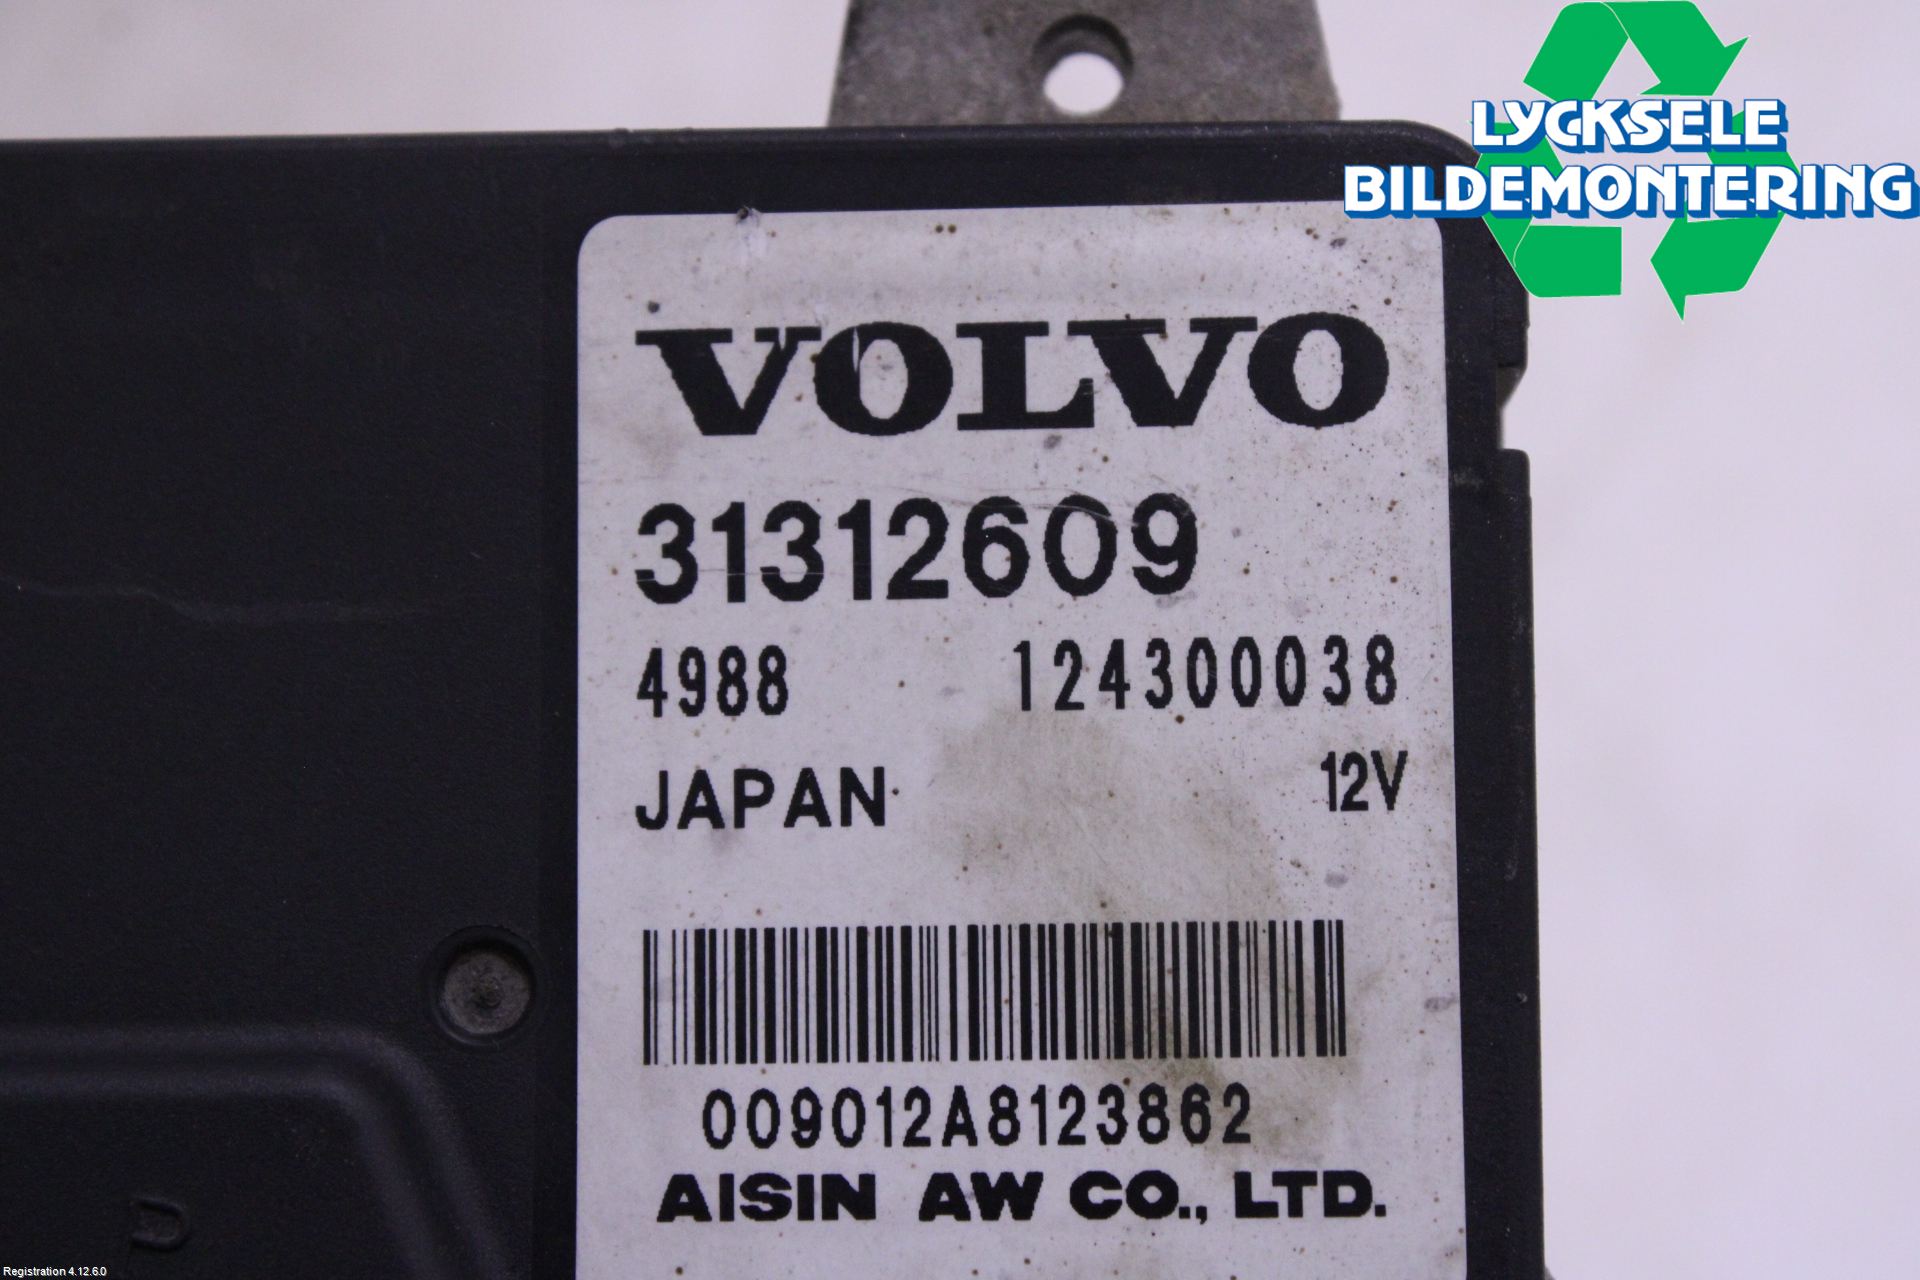 LYCKSELE
BILDEMONTERING
VOLVO
31312609
4988 124300038
JAPAN 12V
009012A8123862
AISIN AW CO., LTD.
P
Registration 4.12.6.0